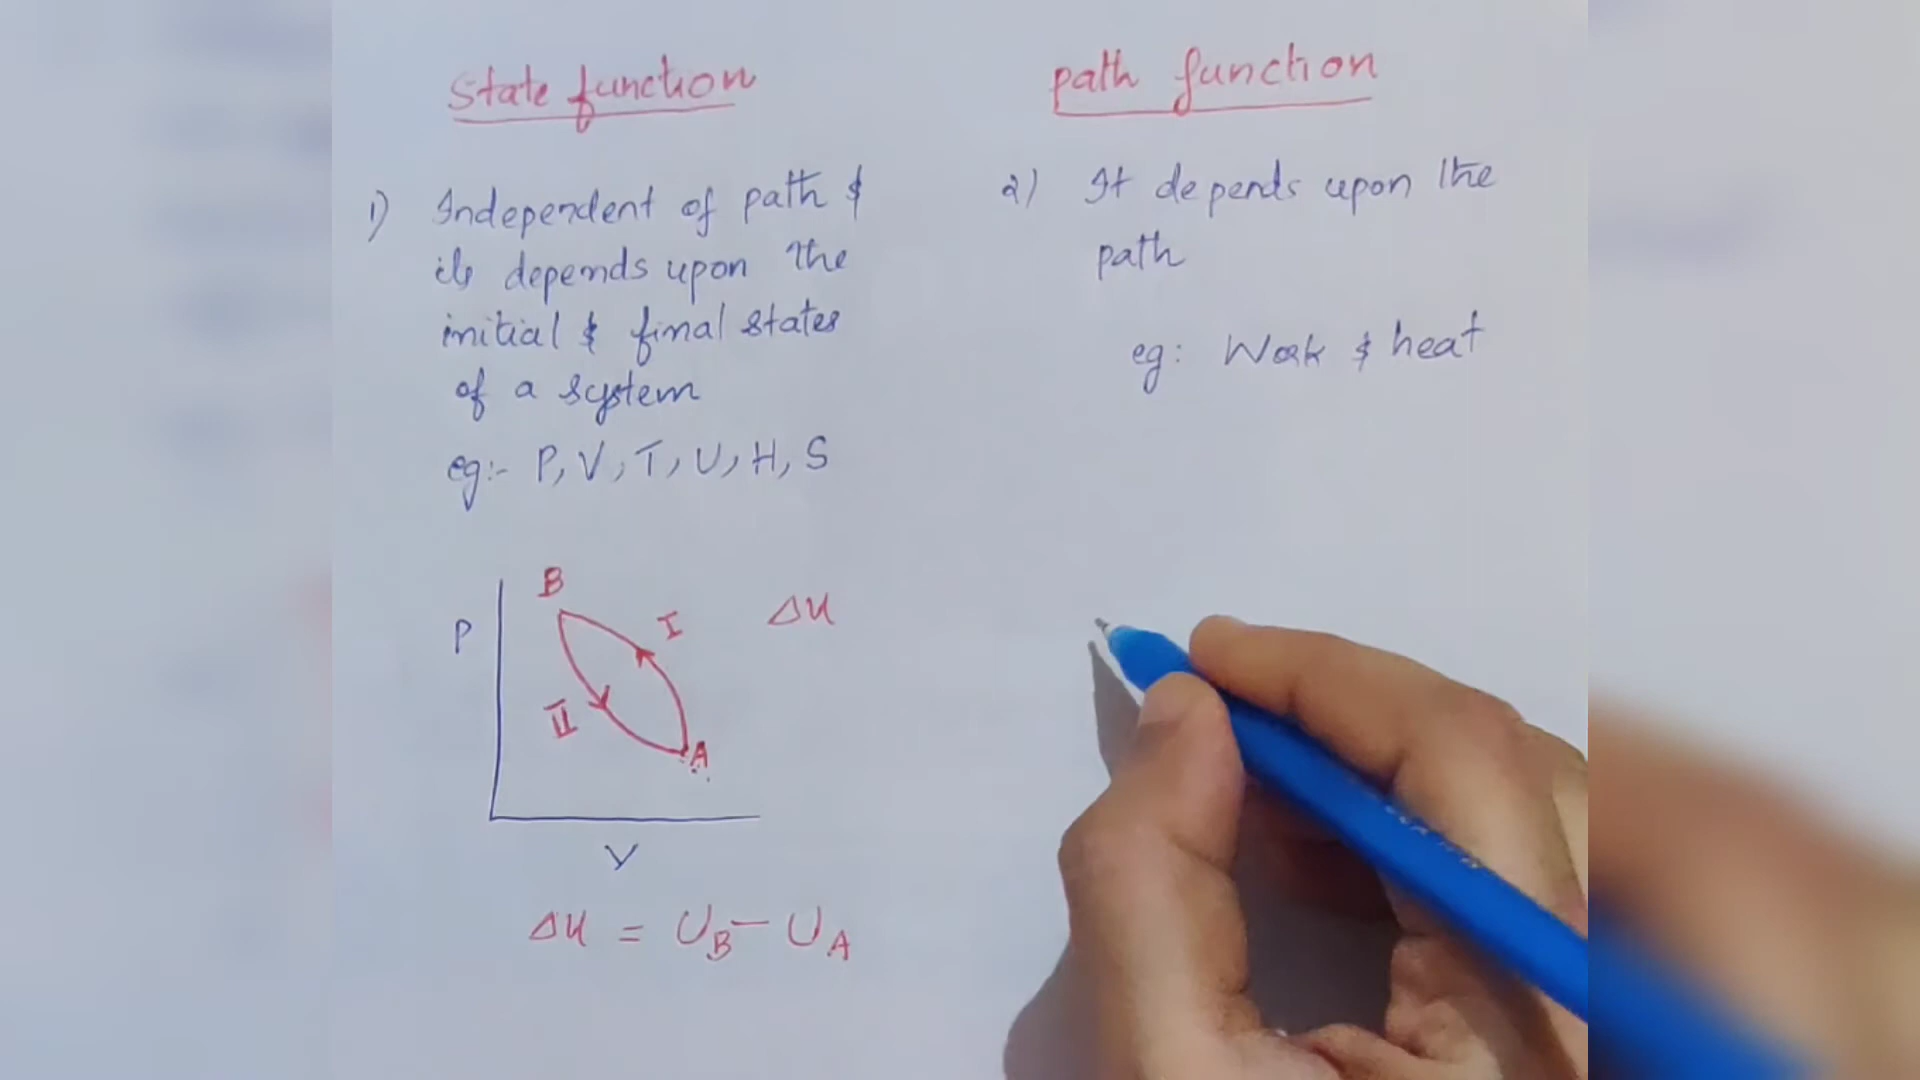 State function
1) Independent of path &
its depends upon the
initial & final states
of a system
eg:- P, V, T, U, H, S
B
I
ΔU
P
II
A
V
ΔU = U_B - U_A
path function
2) It depends upon the
path
eg: Work & heat